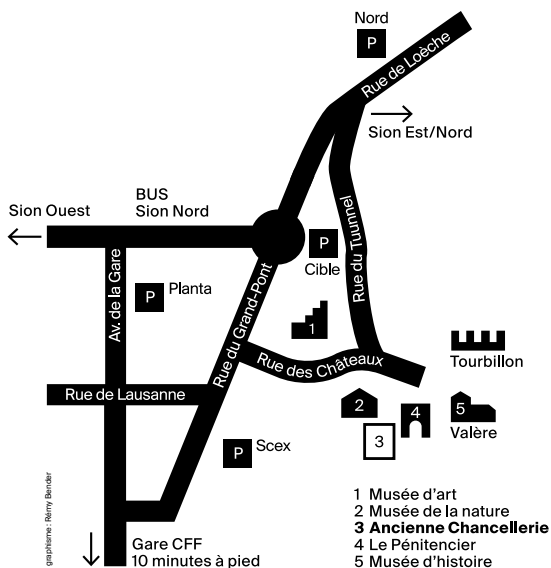 Nord
P
Rue de Loèche
Sion Est/Nord
BUS
Sion Nord
Sion Ouest
P
Cible
Rue du Tuunnel
Av. de la Gare
P Planta
Rue du Grand-Pont
1
Rue des Châteaux
Tourbillon
Rue de Lausanne
2
3
4
5
Valère
P Scex
graphisme : Rémy Bender
Gare CFF
10 minutes à pied
1 Musée d'art
2 Musée de la nature
3 Ancienne Chancellerie
4 Le Pénitencier
5 Musée d'histoire